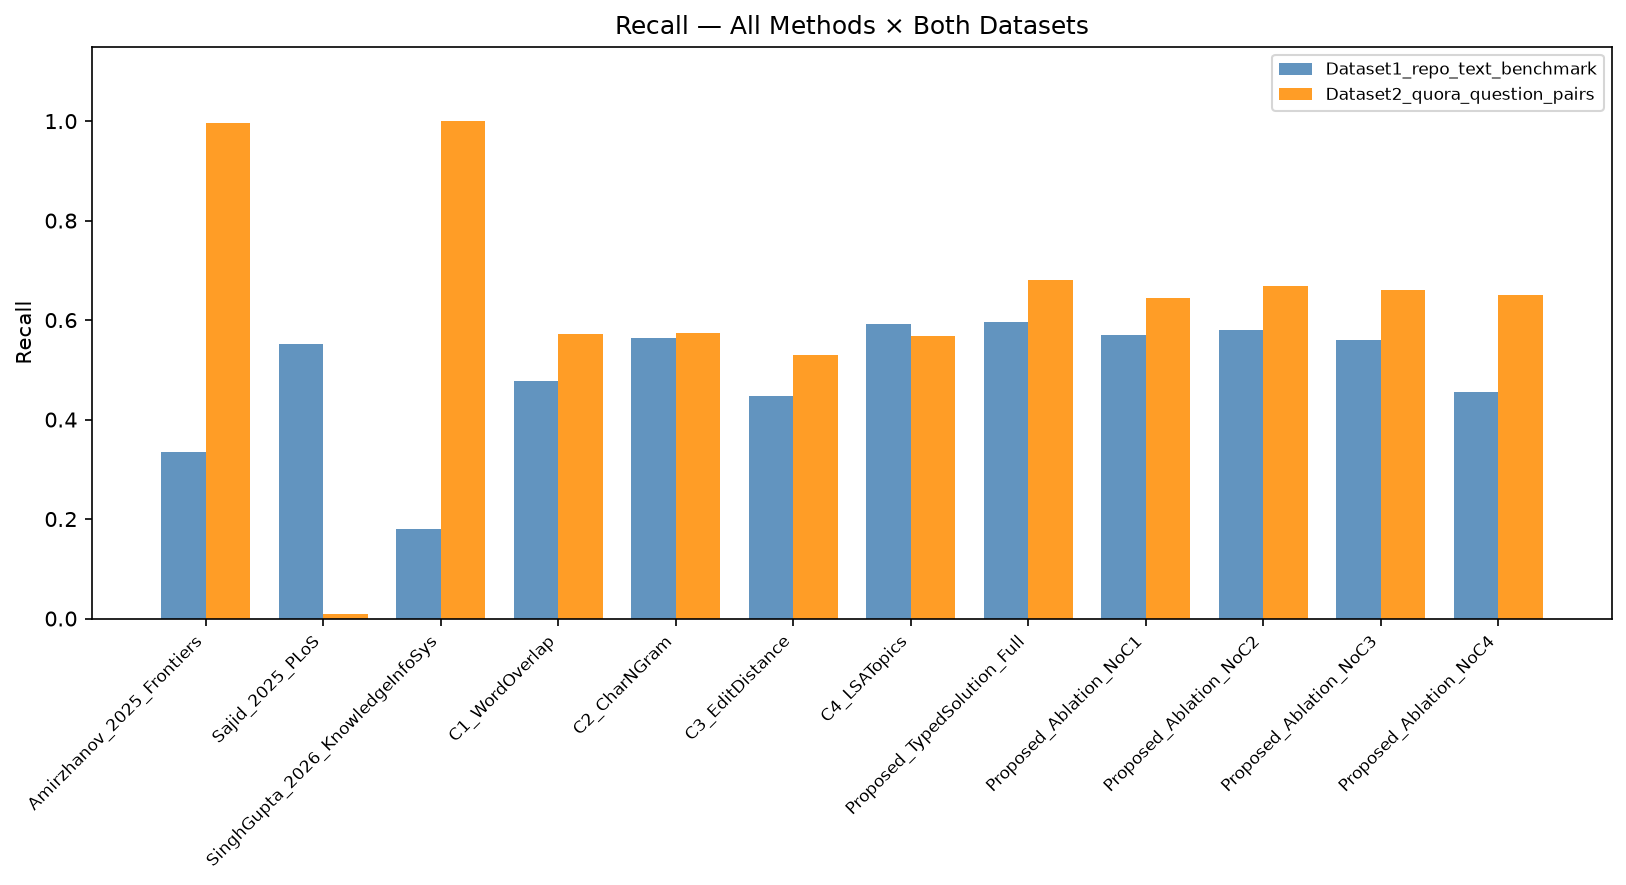 Recall — All Methods × Both Datasets
Dataset1_repo_text_benchmark
Dataset2_quora_question_pairs
Recall
1.0
0.8
0.6
0.4
0.2
0.0
Amirzhanov_2025_Frontiers
Sajid_2025_PLoS
SinghGupta_2026_KnowledgeInfoSys
C1_WordOverlap
C2_CharNGram
C3_EditDistance
C4_LSATopics
Proposed_TypedSolution_Full
Proposed_Ablation_NoC1
Proposed_Ablation_NoC2
Proposed_Ablation_NoC3
Proposed_Ablation_NoC4